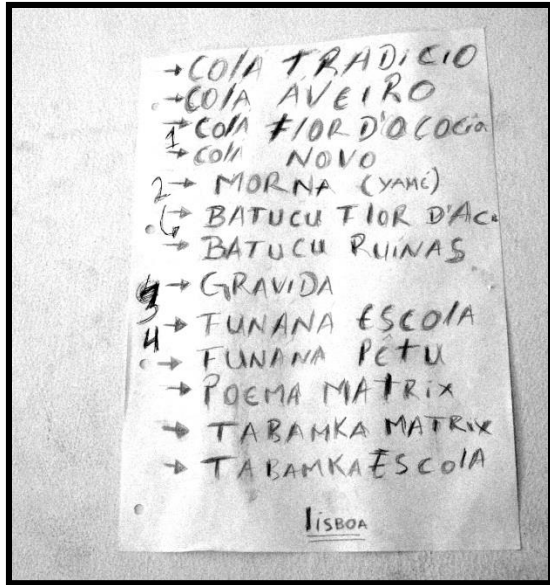 → COLA TRADICIO
→ COLA AVEIRO
1 → COLA FLOR D'ACOCIA
→ COLA NOVO
2 → MORNA (YAMÉ)
→ BATUCU FLOR D'AC.
→ BATUCU RUINAS
→ GRAVIDA
3 → FUNANA ESCOLA
4 → FUNANA PETU
→ POEMA MATRIX
→ TABAMKA MATRIX
→ TABAMKA ESCOLA
LISBOA